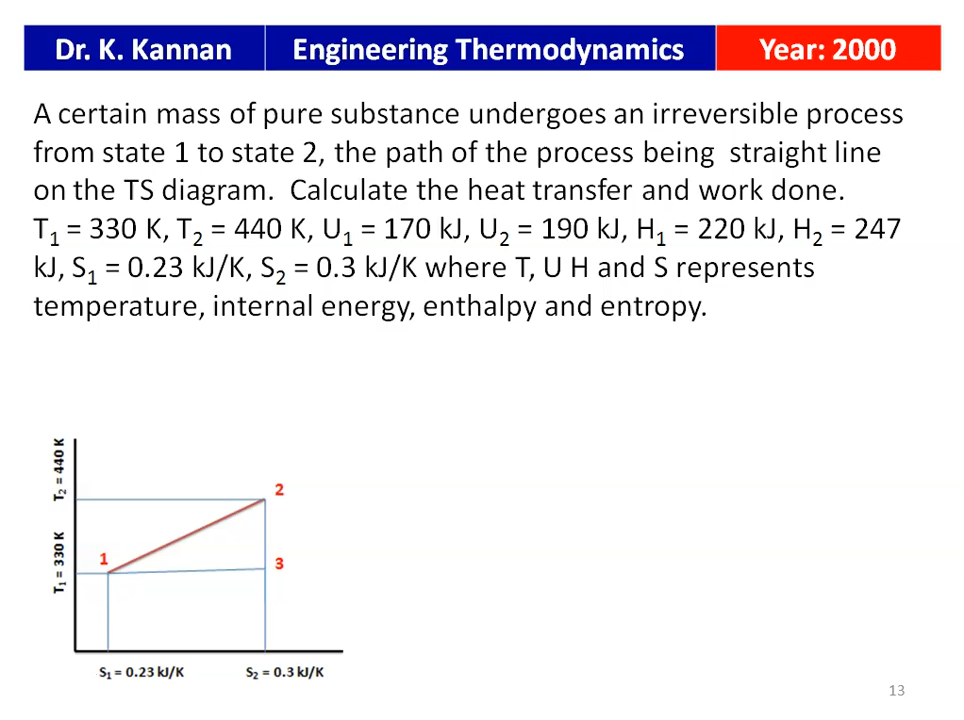 Dr. K. Kannan Engineering Thermodynamics Year: 2000
A certain mass of pure substance undergoes an irreversible process
from state 1 to state 2, the path of the process being straight line
on the TS diagram. Calculate the heat transfer and work done.
T₁ = 330 K, T₂ = 440 K, U₁ = 170 kJ, U₂ = 190 kJ, H₁ = 220 kJ, H₂ = 247
kJ, S₁ = 0.23 kJ/K, S₂ = 0.3 kJ/K where T, U H and S represents
temperature, internal energy, enthalpy and entropy.
T₂ = 440 K
2
T₁ = 330 K
1
3
S₁ = 0.23 kJ/K
S₂ = 0.3 kJ/K
13